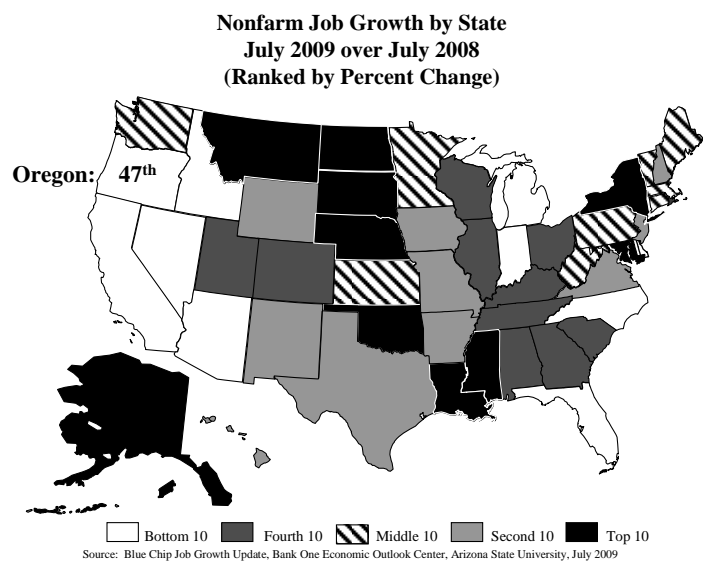 Nonfarm Job Growth by State
July 2009 over July 2008
(Ranked by Percent Change)
Oregon: 47th
Bottom 10 Fourth 10 Middle 10 Second 10 Top 10
Source: Blue Chip Job Growth Update, Bank One Economic Outlook Center, Arizona State University, July 2009